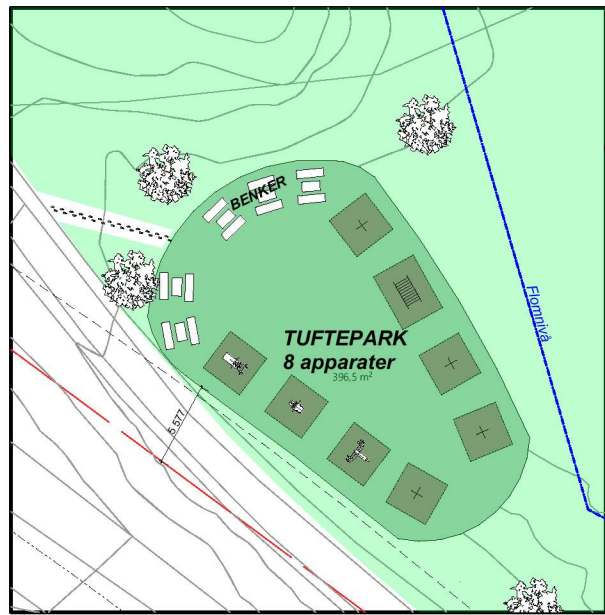 BENKER
Flomnivå
TUFTEPARK
8 apparater
396,5 m²
5 577